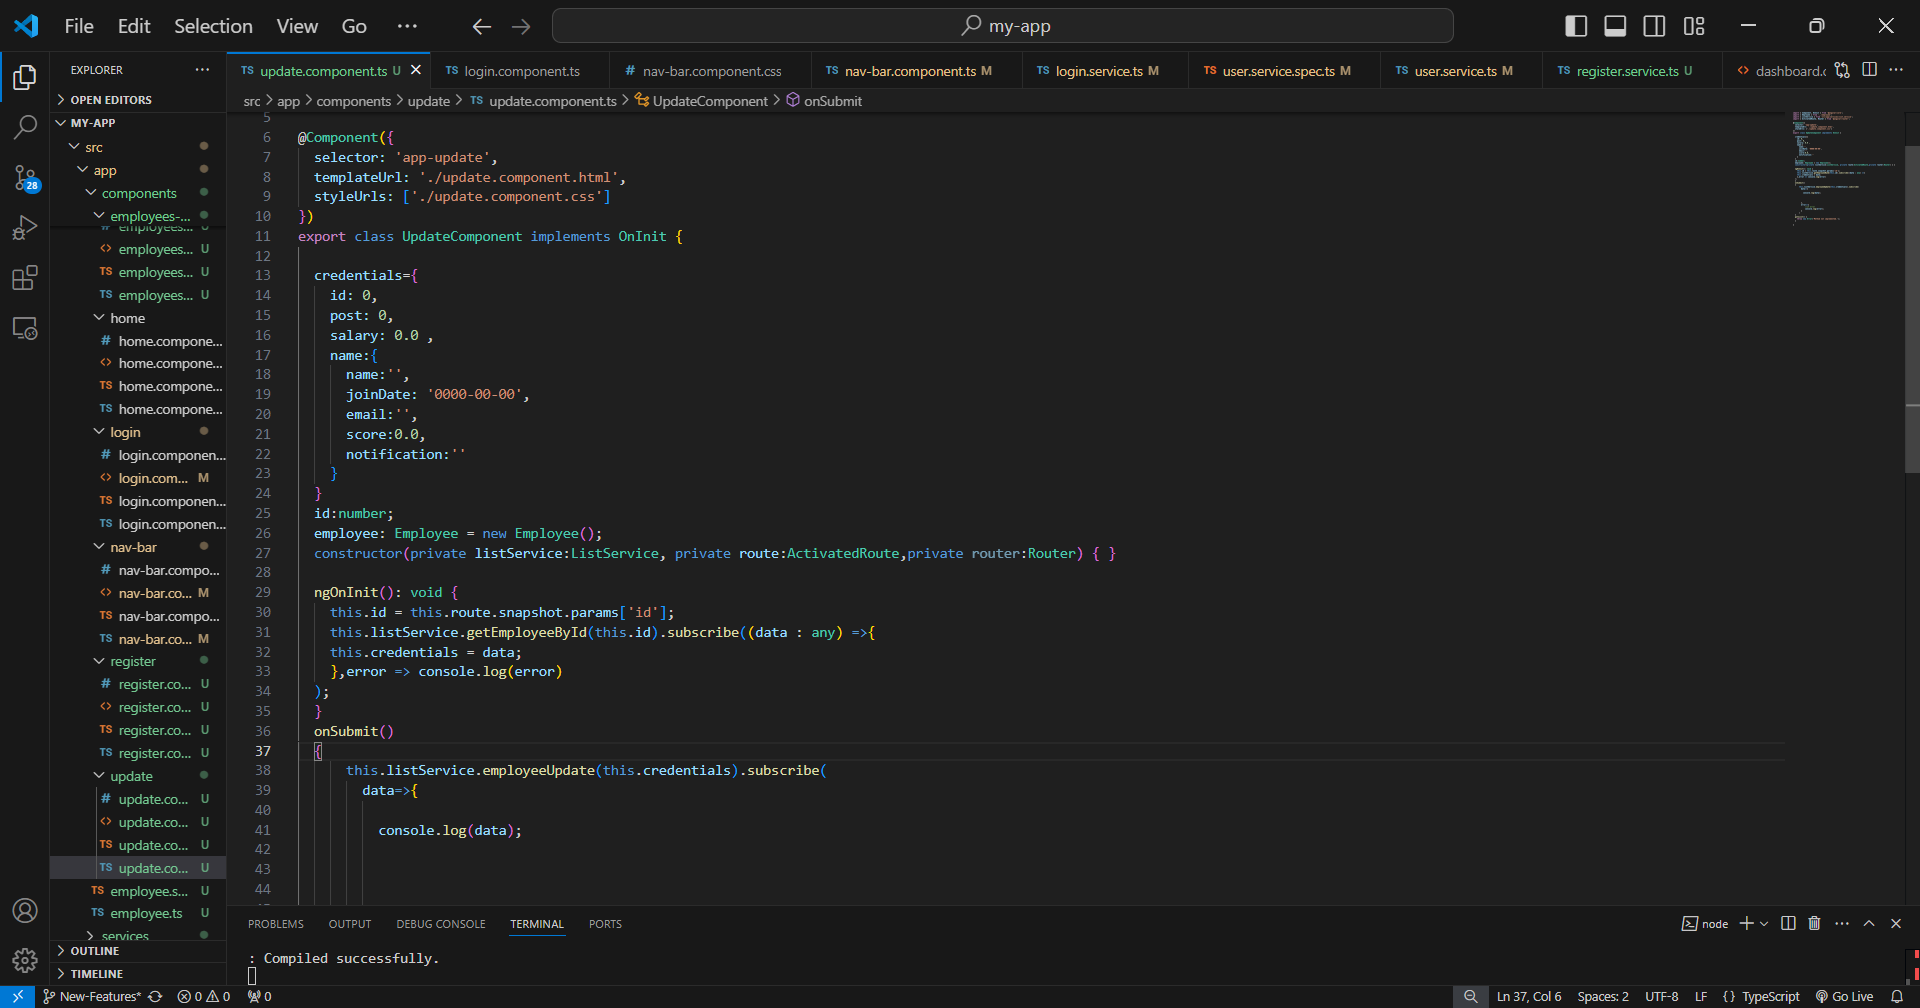 File Edit Selection View Go ··· my-app
EXPLORER ···
OPEN EDITORS
MY-APP
src
app
components
employees-...
employees... U
employees... U
employees... U
employees... U
home
home.compone...
home.compone...
home.compone...
home.compone...
login
login.componen...
login.com... M
login.componen...
login.componen...
nav-bar
nav-bar.compo...
nav-bar.co... M
nav-bar.compo...
nav-bar.co... M
register
register.co... U
register.co... U
register.co... U
register.co... U
update
update.co... U
update.co... U
update.co... U
update.co... U
employee.s... U
employee.ts U
services
OUTLINE
TIMELINE
28
TS update.component.ts U TS login.component.ts # nav-bar.component.css TS nav-bar.component.ts M TS login.service.ts M TS user.service.spec.ts M TS user.service.ts M TS register.service.ts U <> dashboard.c
src > app > components > update > TS update.component.ts > UpdateComponent > onSubmit
5
6 @Component({
7 selector: 'app-update',
8 templateUrl: './update.component.html',
9 styleUrls: ['./update.component.css']
10 })
11 export class UpdateComponent implements OnInit {
12
13 credentials={
14 id: 0,
15 post: 0,
16 salary: 0.0 ,
17 name:{
18 name:'',
19 joinDate: '0000-00-00',
20 email:'',
21 score:0.0,
22 notification:''
23 }
24 }
25 id:number;
26 employee: Employee = new Employee();
27 constructor(private listService:ListService, private route:ActivatedRoute,private router:Router) { }
28
29 ngOnInit(): void {
30 this.id = this.route.snapshot.params['id'];
31 this.listService.getEmployeeById(this.id).subscribe((data : any) =>{
32 this.credentials = data;
33 },error => console.log(error)
34 );
35 }
36 onSubmit()
37 {
38 this.listService.employeeUpdate(this.credentials).subscribe(
39 data=>{
40
41 console.log(data);
42
43
44
PROBLEMS OUTPUT DEBUG CONSOLE TERMINAL PORTS node
: Compiled successfully.
New-Features* 0 0 0 Ln 37, Col 6 Spaces: 2 UTF-8 LF {} TypeScript Go Live